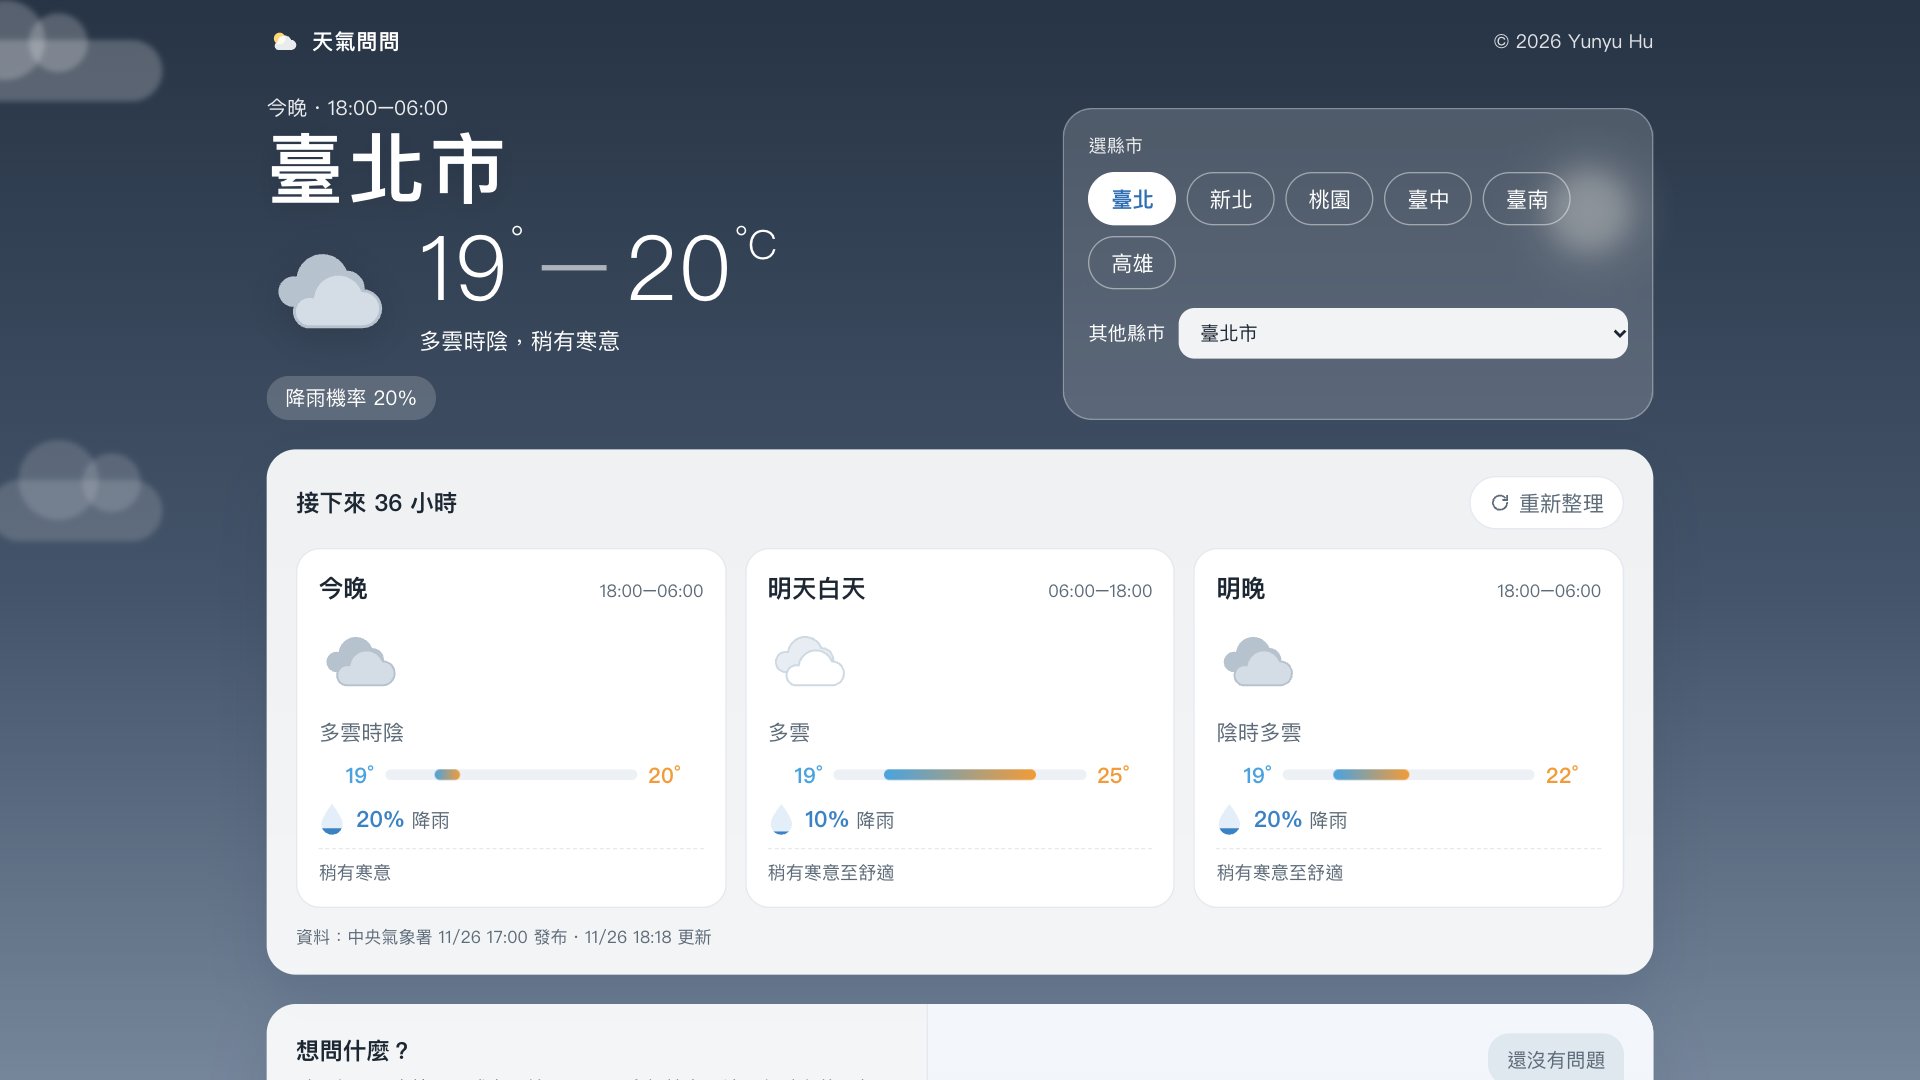 天氣問問
© 2026 Yunyu Hu
今晚 · 18:00–06:00
臺北市
19° — 20°C
多雲時陰，稍有寒意
降雨機率 20%
選縣市
臺北 新北 桃園 臺中 臺南
高雄
其他縣市 臺北市
接下來 36 小時
重新整理
今晚 18:00–06:00
多雲時陰
19° 20°
20% 降雨
稍有寒意
明天白天 06:00–18:00
多雲
19° 25°
10% 降雨
稍有寒意至舒適
明晚 18:00–06:00
陰時多雲
19° 22°
20% 降雨
稍有寒意至舒適
資料：中央氣象署 11/26 17:00 發布 · 11/26 18:18 更新
想問什麼？
還沒有問題